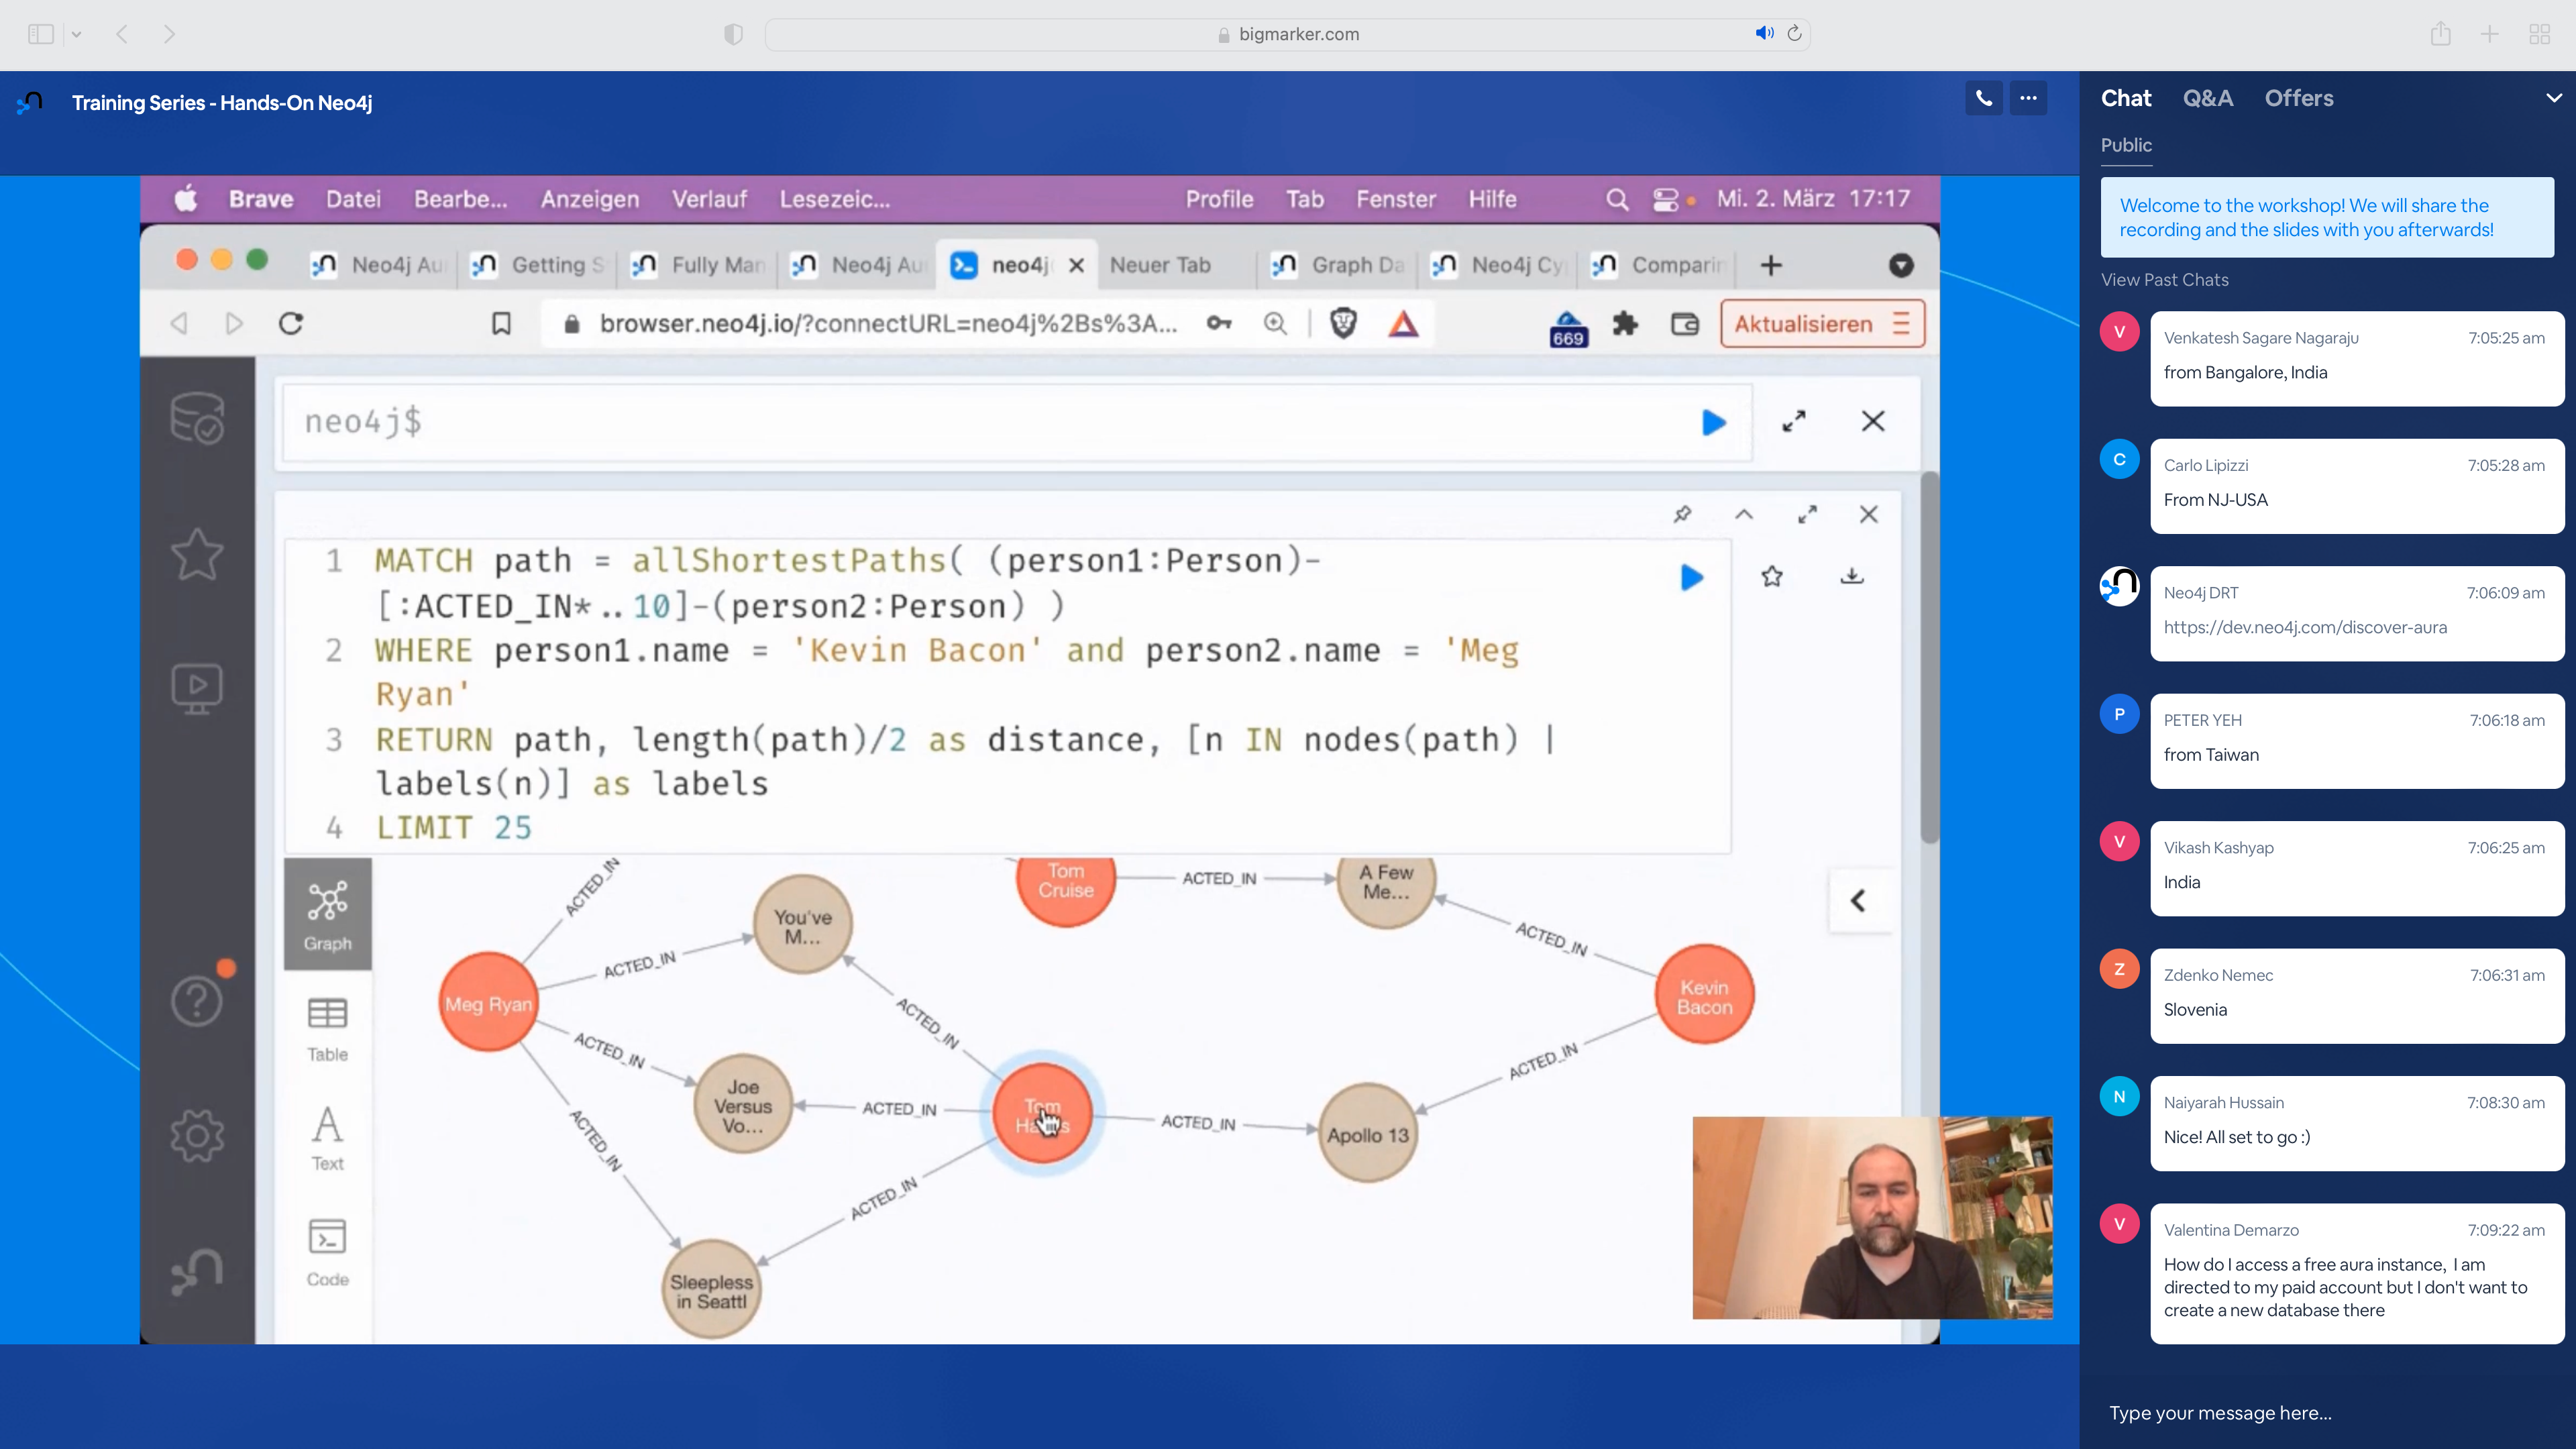 bigmarker.com
Training Series - Hands-On Neo4j
Brave Datei Bearbe... Anzeigen Verlauf Lesezeic... Profile Tab Fenster Hilfe Mi. 2. März 17:17
Neo4j Au Getting S Fully Man Neo4j Au neo4j Neuer Tab Graph Da Neo4j Cy Comparin
browser.neo4j.io/?connectURL=neo4j%2Bs%3A... 669 Aktualisieren
neo4j$
1 MATCH path = allShortestPaths( (person1:Person)-
[:ACTED_IN*..10]-(person2:Person) )
2 WHERE person1.name = 'Kevin Bacon' and person2.name = 'Meg
Ryan'
3 RETURN path, length(path)/2 as distance, [n IN nodes(path) |
labels(n)] as labels
4 LIMIT 25
Graph
Table
Text
Code
ACTED_IN
Tom
Cruise
ACTED_IN
A Few
Me...
You've
M...
ACTED_IN
ACTED_IN
Meg Ryan
Kevin
Bacon
ACTED_IN
ACTED_IN
ACTED_IN
Joe
Versus
Vo...
ACTED_IN
Tom
ACTED_IN
Apollo 13
ACTED_IN
ACTED_IN
Sleepless
in Seattl
Chat Q&A Offers
Public
Welcome to the workshop! We will share the
recording and the slides with you afterwards!
View Past Chats
V
Venkatesh Sagare Nagaraju 7:05:25 am
from Bangalore, India
C
Carlo Lipizzi 7:05:28 am
From NJ-USA
Neo4j DRT 7:06:09 am
https://dev.neo4j.com/discover-aura
P
PETER YEH 7:06:18 am
from Taiwan
V
Vikash Kashyap 7:06:25 am
India
Z
Zdenko Nemec 7:06:31 am
Slovenia
N
Naiyarah Hussain 7:08:30 am
Nice! All set to go :)
V
Valentina Demarzo 7:09:22 am
How do I access a free aura instance, I am
directed to my paid account but I don't want to
create a new database there
Type your message here...